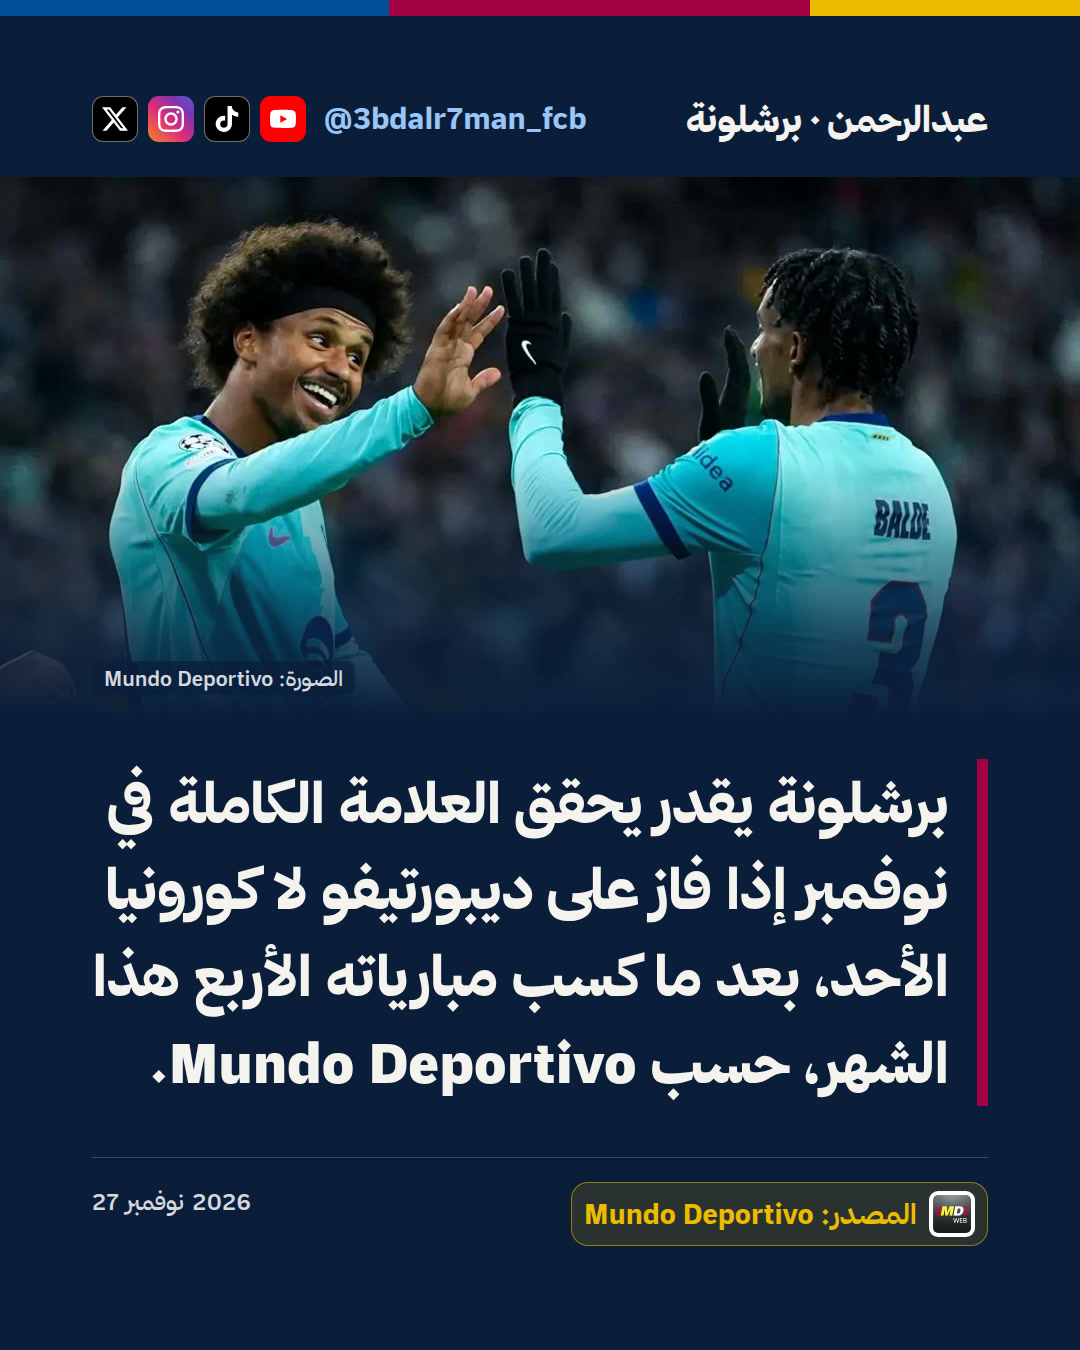 عبدالرحمن · برشلونة
@3bdalr7man_fcb
idea
BALDE
3
الصورة: Mundo Deportivo
برشلونة يقدر يحقق العلامة الكاملة في
نوفمبر إذا فاز على ديبورتيفو لا كورونيا
الأحد، بعد ما كسب مبارياته الأربع هذا
الشهر، حسب Mundo Deportivo.
المصدر: Mundo Deportivo
MD
WEB
27 نوفمبر 2026